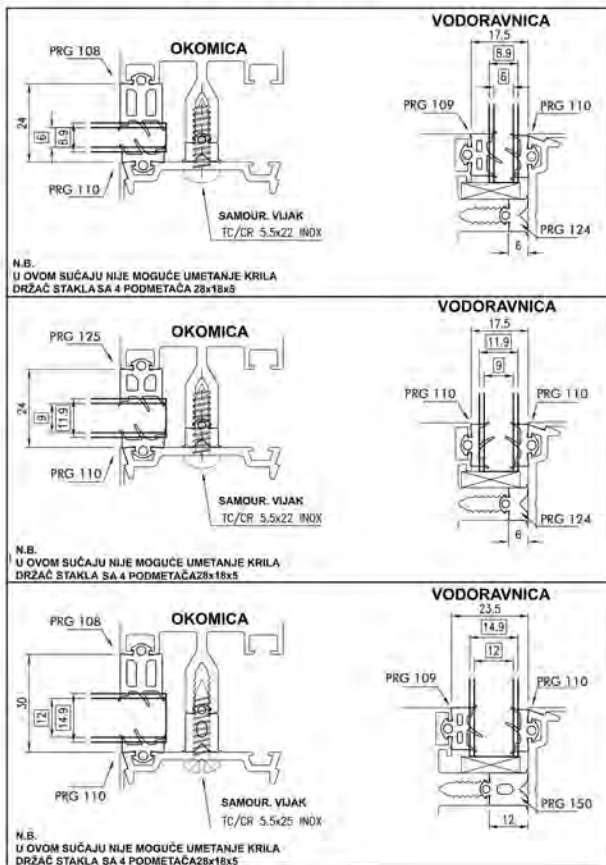 OKOMICA
PRG 108
24
6
8.9
PRG 110
SAMOUR. VIJAK
TC/CR 5.5x22 INOX
N.B.
U OVOM SUČAJU NIJE MOGUĆE UMETANJE KRILA
DRŽAČ STAKLA SA 4 PODMETAČA 28x18x5
VODORAVNICA
17.5
8.9
6
PRG 109
PRG 110
PRG 124
6
OKOMICA
PRG 125
24
9
11.9
PRG 110
SAMOUR. VIJAK
TC/CR 5.5x22 INOX
N.B.
U OVOM SUČAJU NIJE MOGUĆE UMETANJE KRILA
DRŽAČ STAKLA SA 4 PODMETAČA28x18x5
VODORAVNICA
17.5
11.9
9
PRG 110
PRG 110
PRG 124
6
OKOMICA
PRG 108
30
12
14.9
PRG 110
SAMOUR. VIJAK
TC/CR 5.5x25 INOX
N.B.
U OVOM SUČAJU NIJE MOGUĆE UMETANJE KRILA
DRŽAČ STAKLA SA 4 PODMETAČA28x18x5
VODORAVNICA
23.5
14.9
12
PRG 109
PRG 110
PRG 150
12